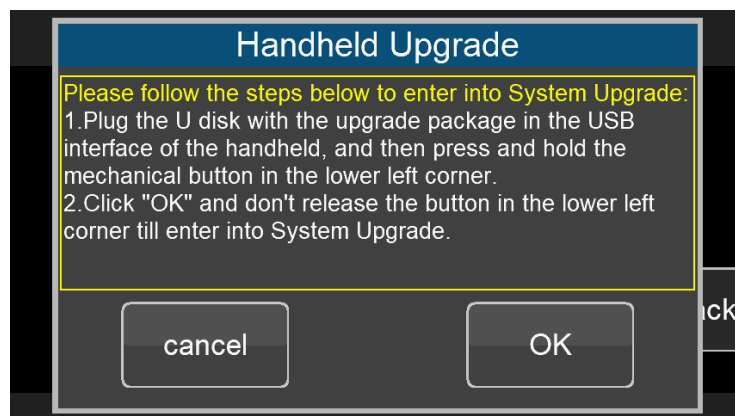 Handheld Upgrade
Please follow the steps below to enter into System Upgrade:
1.Plug the U disk with the upgrade package in the USB
interface of the handheld, and then press and hold the
mechanical button in the lower left corner.
2.Click "OK" and don't release the button in the lower left
corner till enter into System Upgrade.
cancel
OK